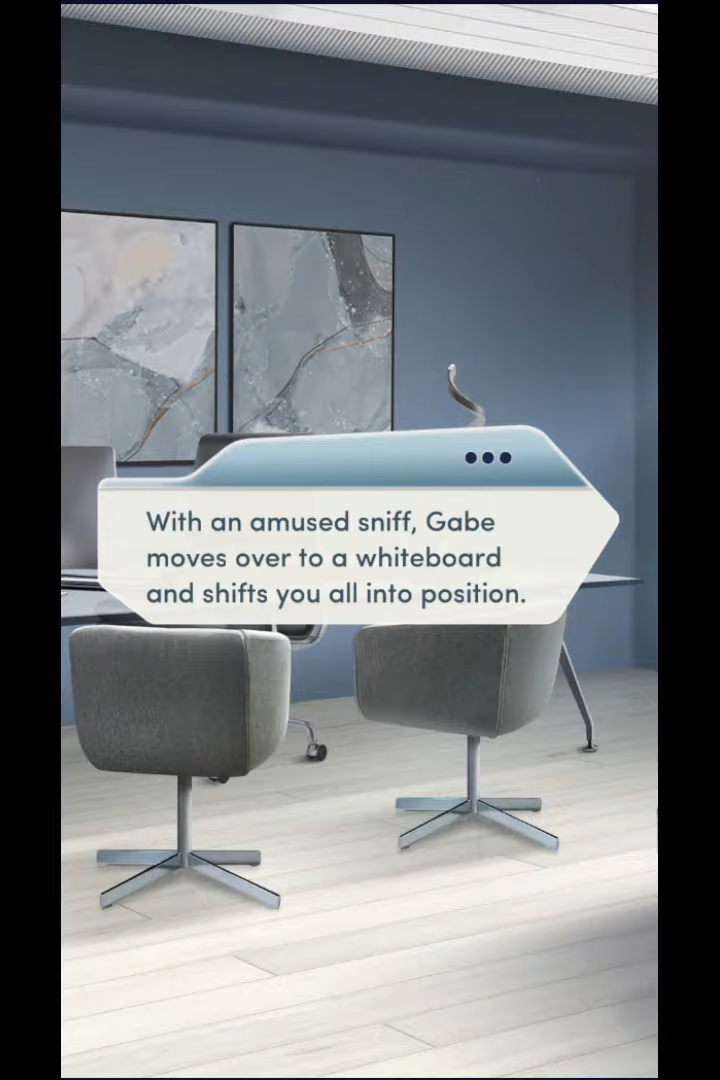 With an amused sniff, Gabe
moves over to a whiteboard
and shifts you all into position.